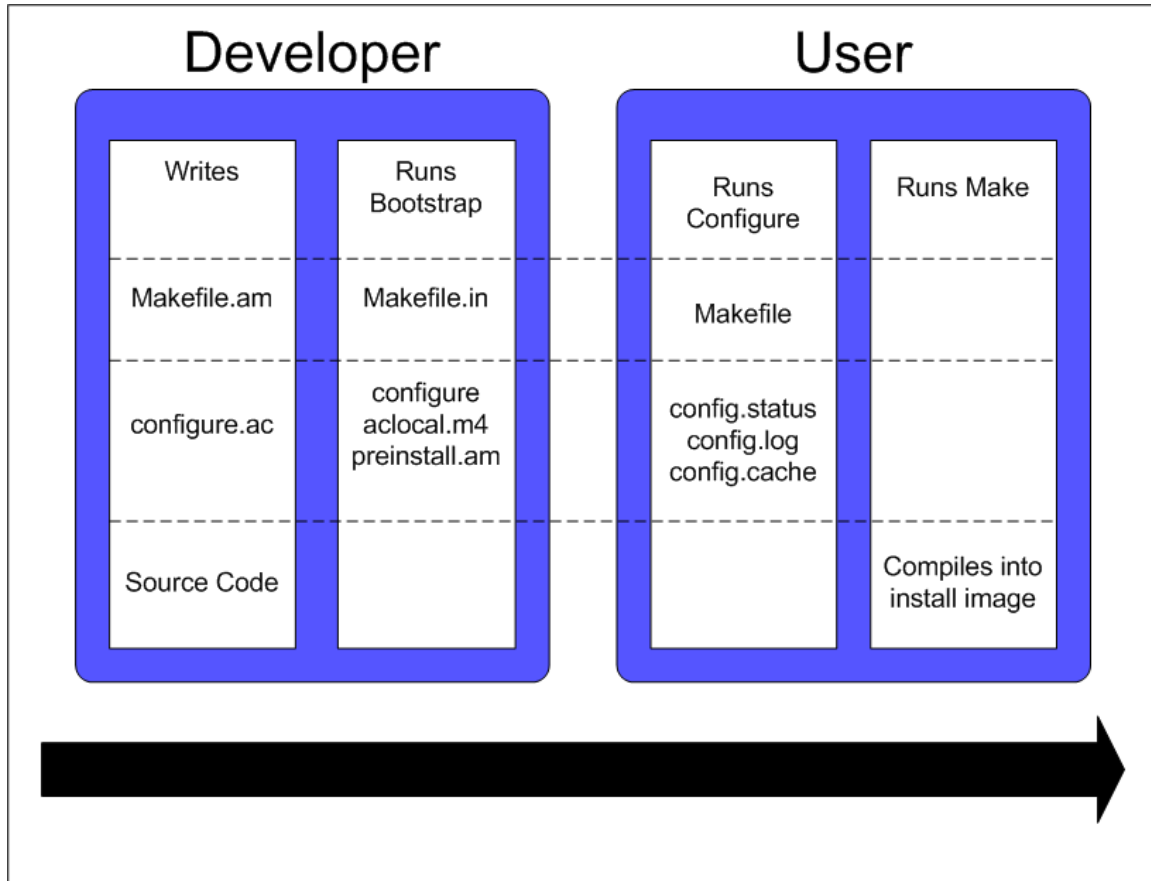 Developer
User
Writes
Runs
Bootstrap
Runs
Configure
Runs Make
Makefile.am
Makefile.in
Makefile
configure.ac
configure
aclocal.m4
preinstall.am
config.status
config.log
config.cache
Source Code
Compiles into
install image